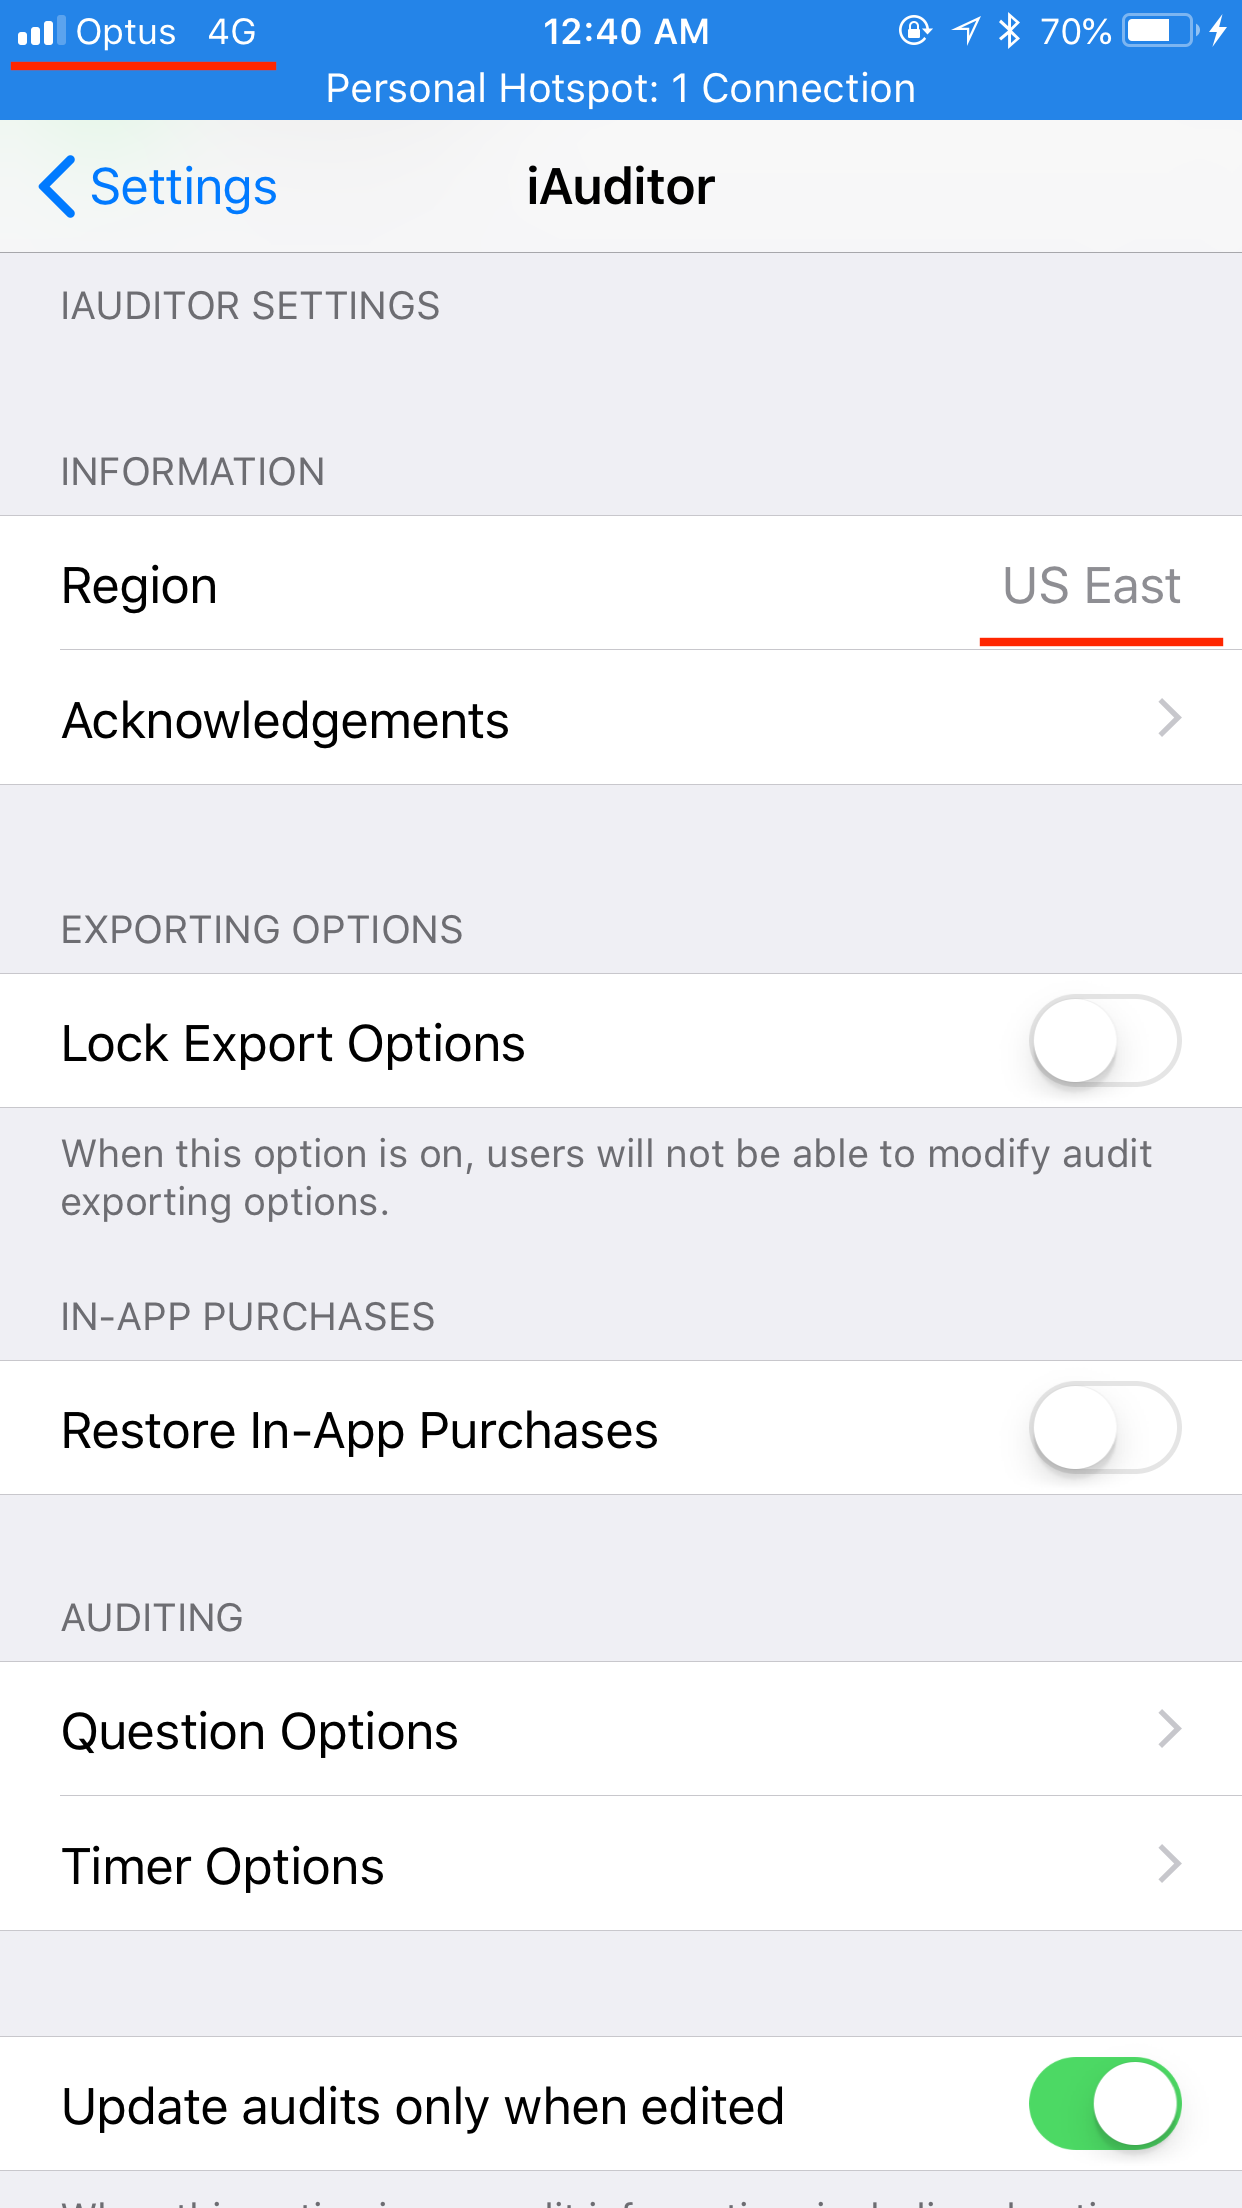 Optus 4G 12:40 AM 70%
Personal Hotspot: 1 Connection
Settings iAuditor
IAUDITOR SETTINGS
INFORMATION
Region US East
Acknowledgements
EXPORTING OPTIONS
Lock Export Options
When this option is on, users will not be able to modify audit
exporting options.
IN-APP PURCHASES
Restore In-App Purchases
AUDITING
Question Options
Timer Options
Update audits only when edited